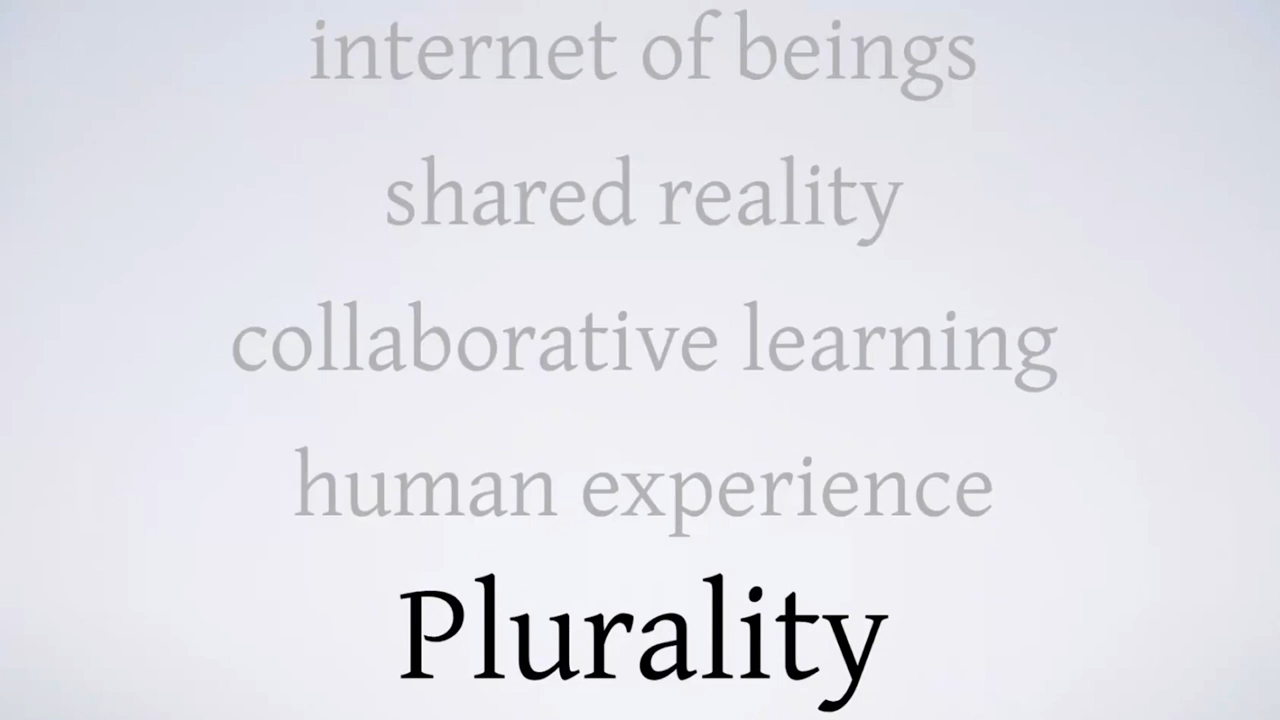 internet of beings
shared reality
collaborative learning
human experience
Plurality